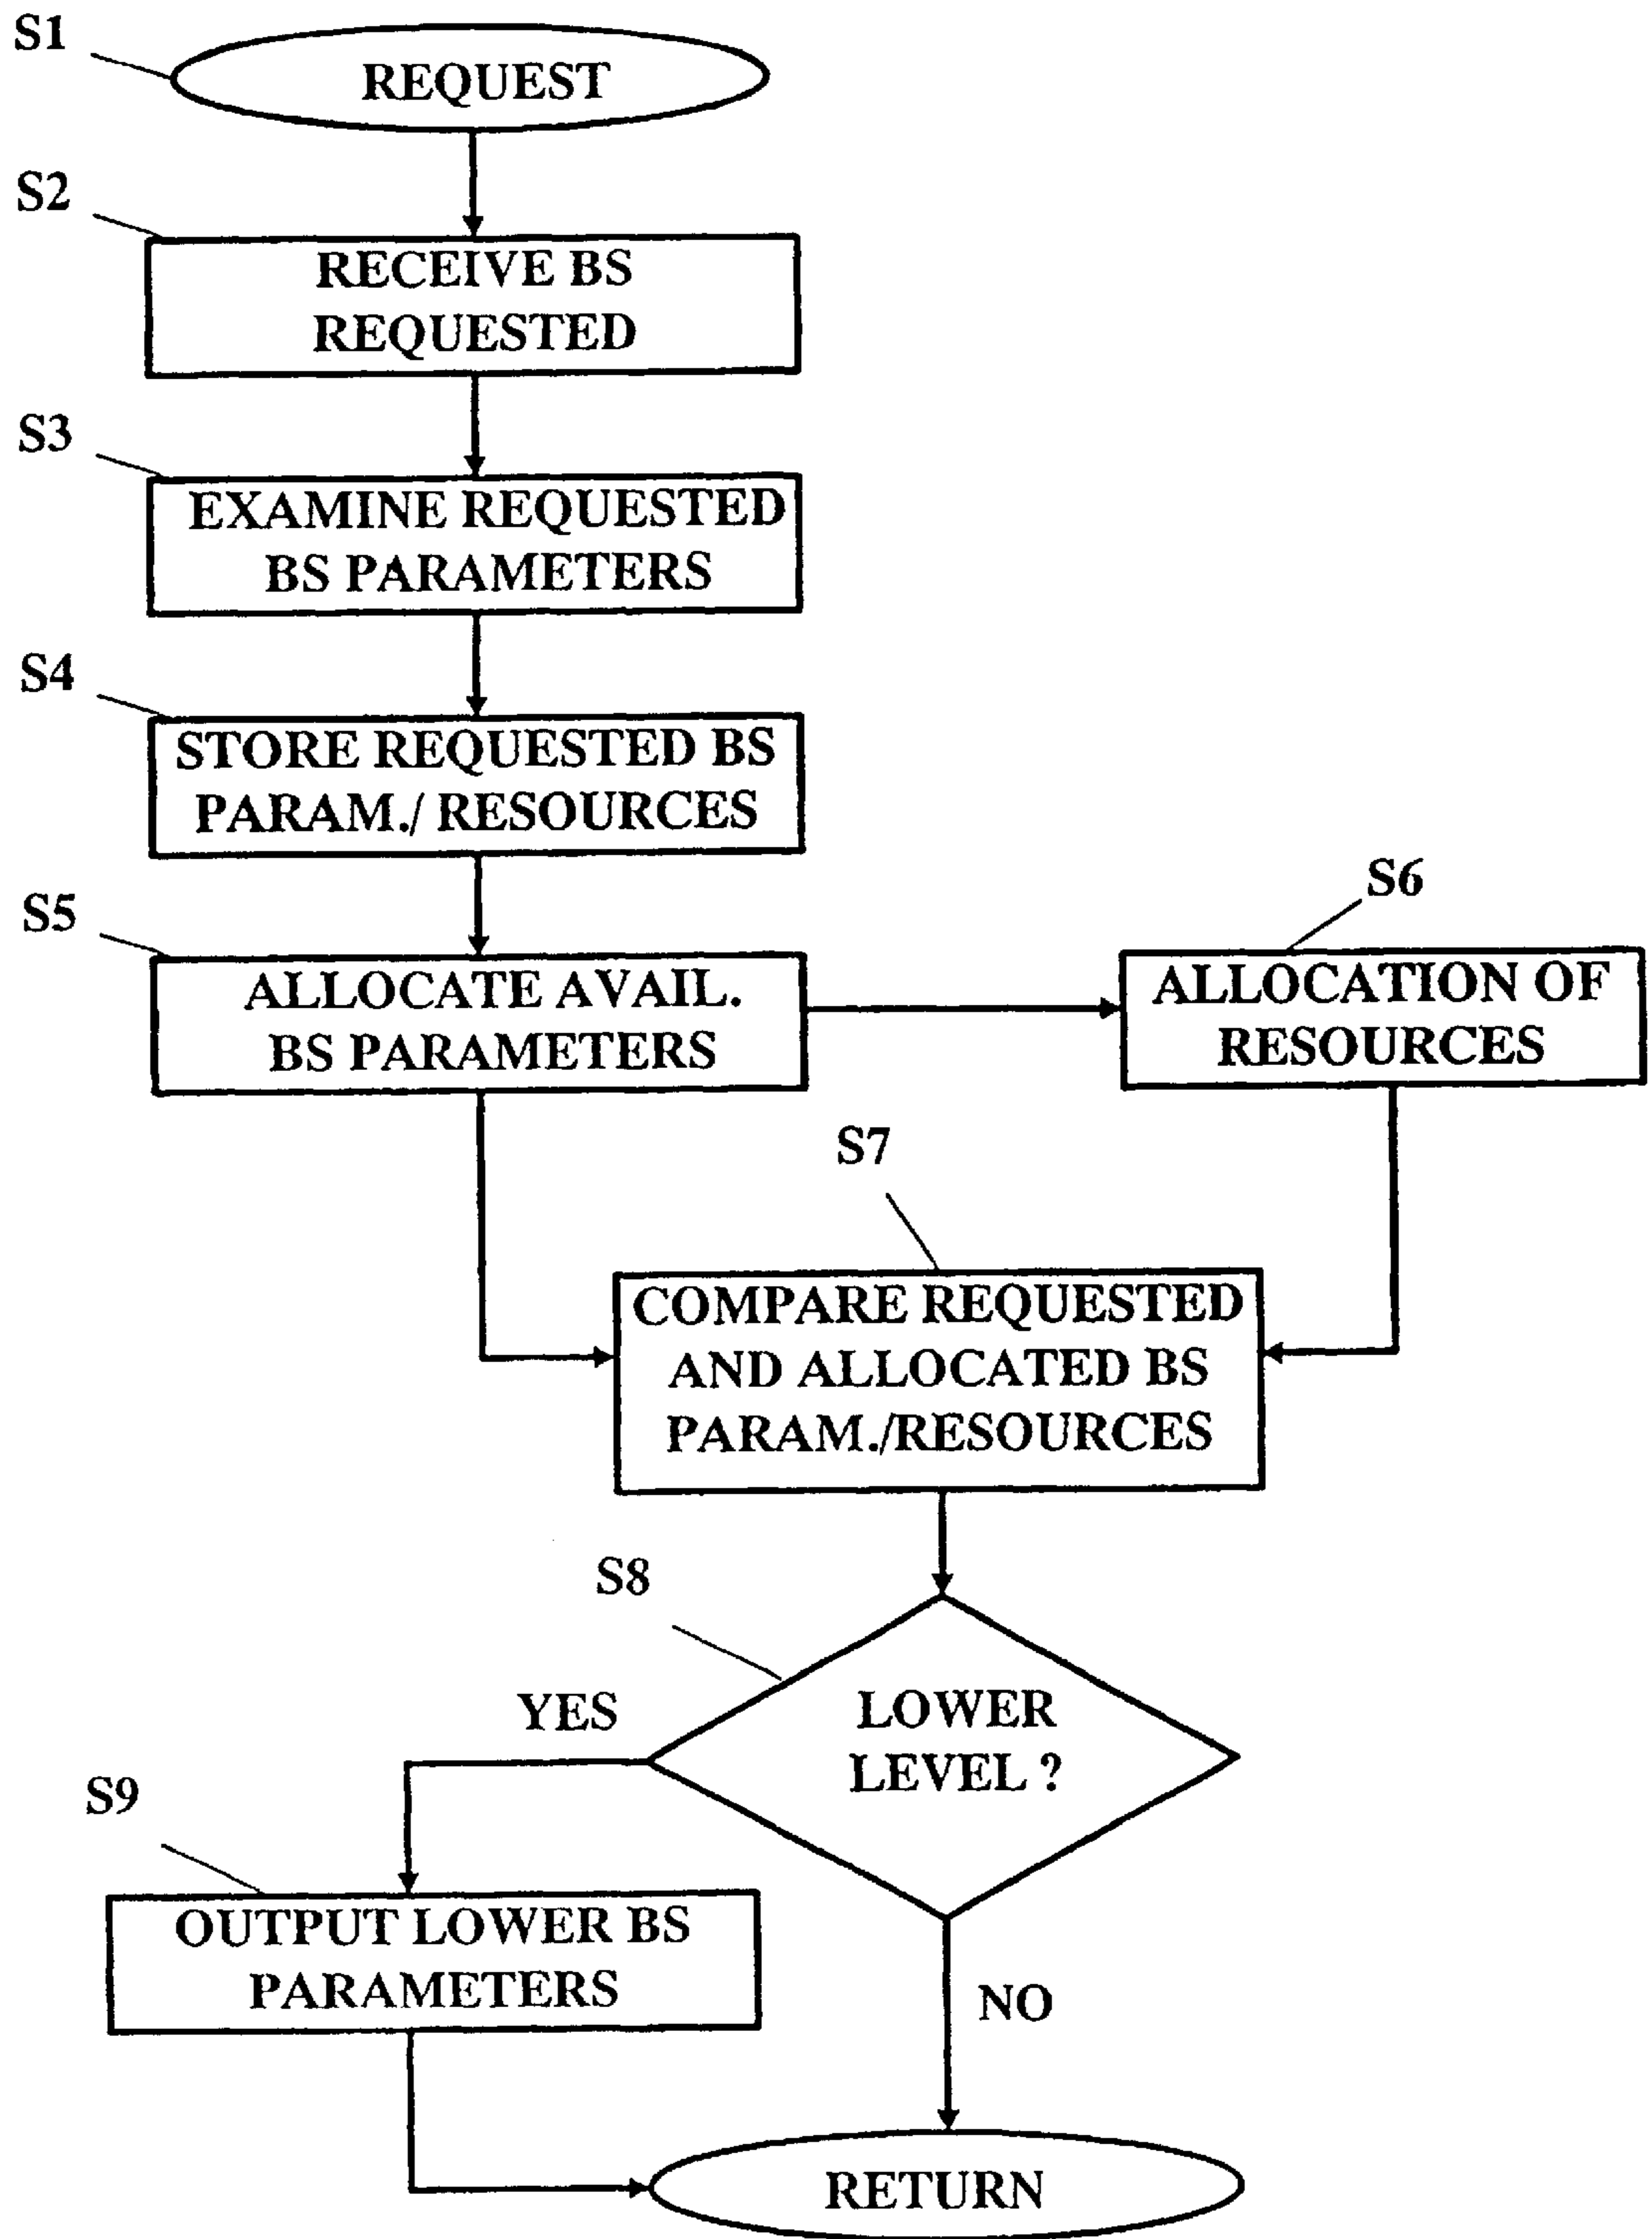 S1
REQUEST
S2
RECEIVE BS
REQUESTED
S3
EXAMINE REQUESTED
BS PARAMETERS
S4
STORE REQUESTED BS
PARAM./ RESOURCES
S5
ALLOCATE AVAIL.
BS PARAMETERS
S6
ALLOCATION OF
RESOURCES
S7
COMPARE REQUESTED
AND ALLOCATED BS
PARAM./RESOURCES
S8
LOWER
LEVEL ?
YES
S9
OUTPUT LOWER BS
PARAMETERS
NO
RETURN